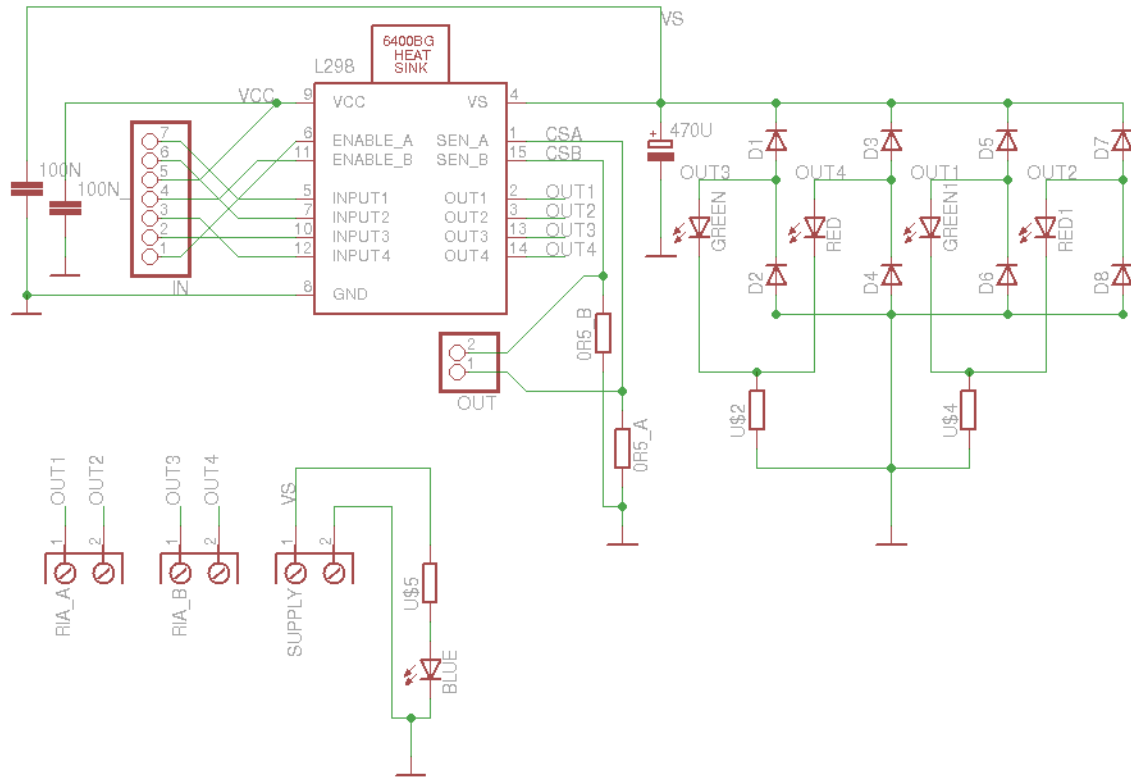 VS
6400BG
HEAT
SINK
L298
VCC
9
VCC
VS
4
470U
+
7
6
5
4
3
2
1
IN
100N
100N_
6
ENABLE_A
SEN_A
1
CSA
11
ENABLE_B
SEN_B
15
CSB
5
INPUT1
OUT1
2
OUT1
7
INPUT2
OUT2
3
OUT2
10
INPUT3
OUT3
13
OUT3
12
INPUT4
OUT4
14
OUT4
8
GND
D1
D3
D5
D7
OUT3
OUT4
OUT1
OUT2
GREEN
RED
GREEN1
RED1
D2
D4
D6
D8
0R5_B
2
1
OUT
U$2
U$4
0R5_A
OUT1
OUT2
OUT3
OUT4
VS
1
2
1
2
1
2
RIA_A
RIA_B
SUPPLY
U$5
BLUE